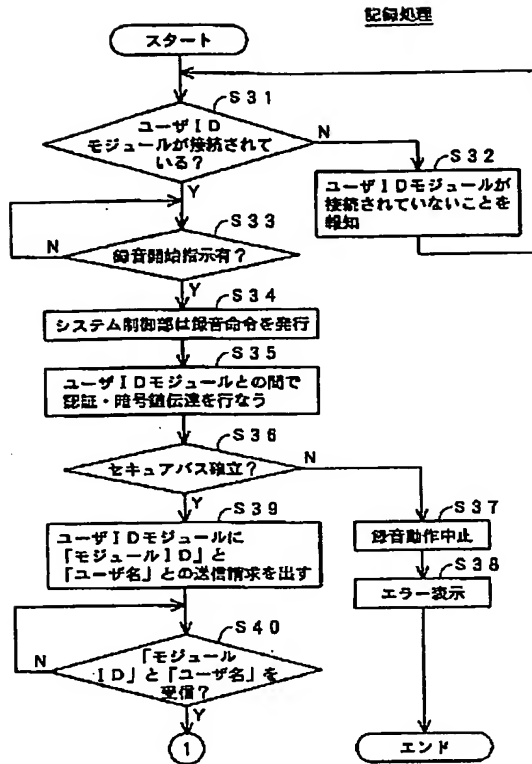 記録処理
スタート
S31
ユーザID
モジュールが接続されて
いる?
N
Y
S32
ユーザIDモジュールが
接続されていないことを
報知
S33
録音開始指示有?
N
Y
S34
システム制御部は録音命令を発行
S35
ユーザIDモジュールとの間で
認証・暗号鍵伝達を行なう
S36
セキュアバス確立?
N
Y
S37
録音動作中止
S38
エラー表示
S39
ユーザIDモジュールに
「モジュールID」と
「ユーザ名」との送信請求を出す
S40
「モジュール
ID」と「ユーザ名」を
受信?
N
Y
1
エンド